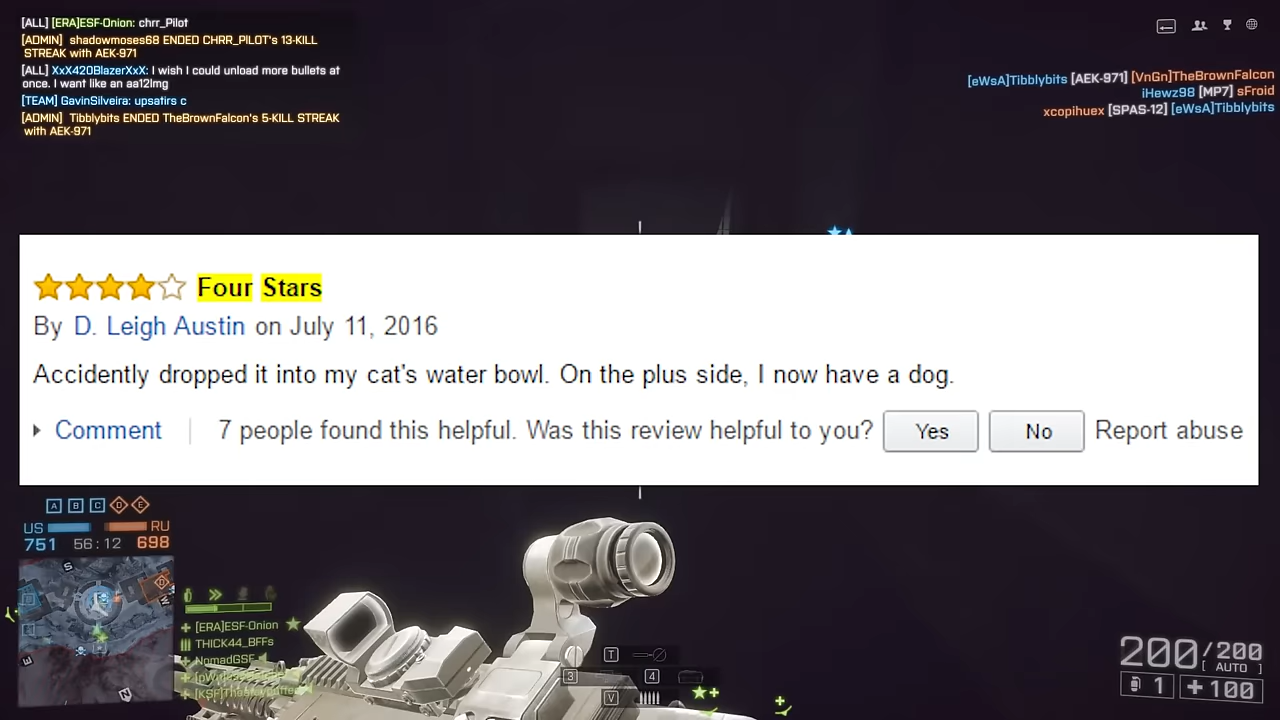 [ALL] [ERA]ESF-Onion: chrr_Pilot
[ADMIN] shadowmoses68 ENDED CHRR_PILOT's 13-KILL
STREAK with AEK-971
[ALL] XxX420BlazerXxX: I wish I could unload more bullets at
once. I want like an aa12lmg
[TEAM] GavinSilveira: upsatirs c
[ADMIN] Tibblybits ENDED TheBrownFalcon's 5-KILL STREAK
with AEK-971
[eWsA]Tibblybits [AEK-971] [VnGn]TheBrownFalcon
iHewz98 [MP7] sFroid
xcopihuex [SPAS-12] [eWsA]Tibblybits
Four Stars
By D. Leigh Austin on July 11, 2016
Accidently dropped it into my cat's water bowl. On the plus side, I now have a dog.
Comment 7 people found this helpful. Was this review helpful to you? Yes No Report abuse
A B C D E
US RU
751 56:12 698
S
D
W
N
[ERA]ESF-Onion
THICK44_BFFs
NomadGSF
T
3 4
V
200/200
[ AUTO ]
1 +100